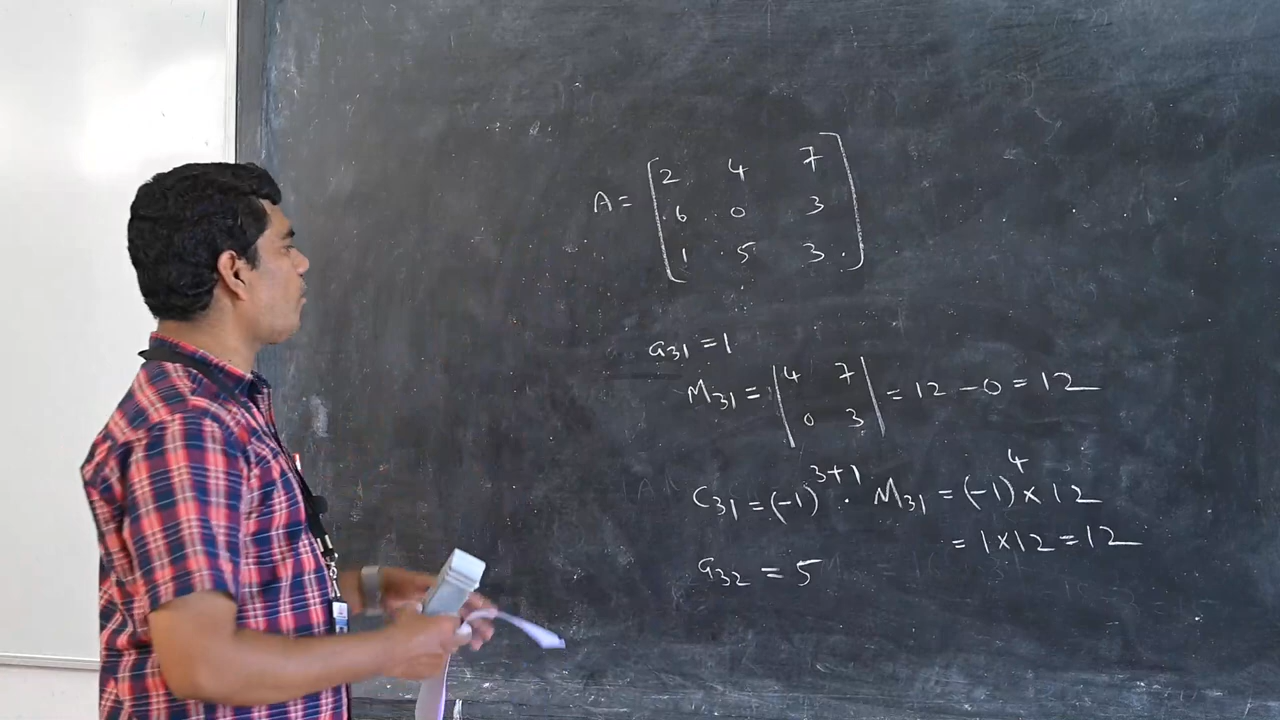 2 4 7
A = 6 0 3
1 5 3
a31 = 1
M31 = |4 7| = 12 - 0 = 12
|0 3|
C31 = (-1)^3+1 . M31 = (-1)^4 × 12
= 1 × 12 = 12
a32 = 5